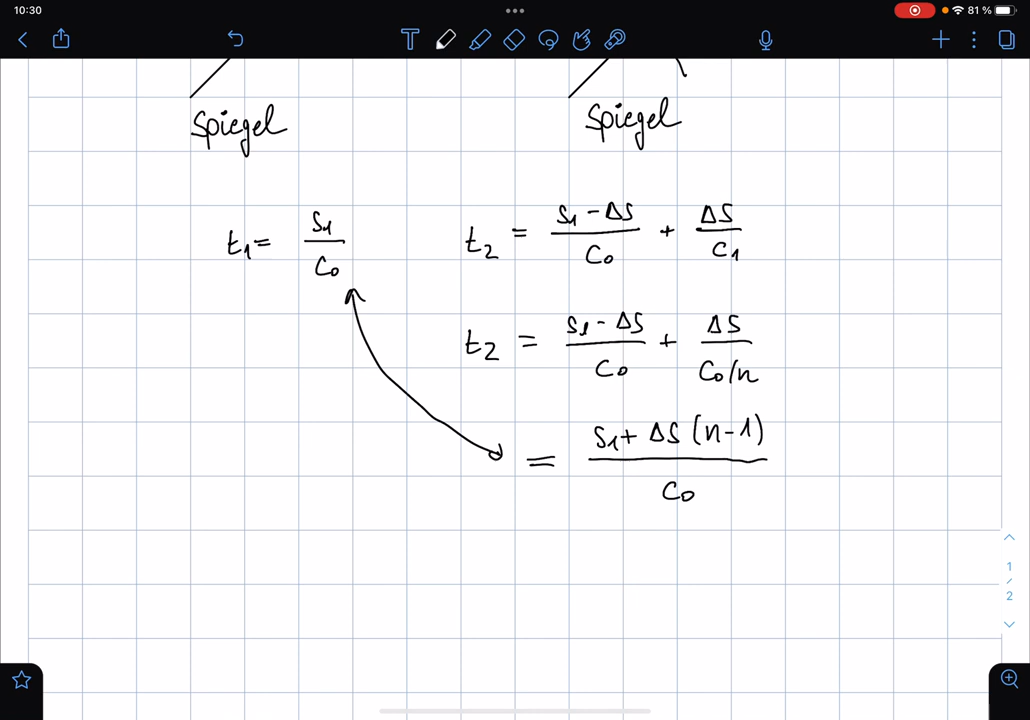 10:30
81 %
Spiegel
Spiegel
t₁ = s₁/c₀
t₂ = (s₁ - Δs)/c₀ + Δs/c₁
t₂ = (s₁ - Δs)/c₀ + Δs/(c₀/n)
= (s₁ + Δs (n-1))/c₀
1
/
2